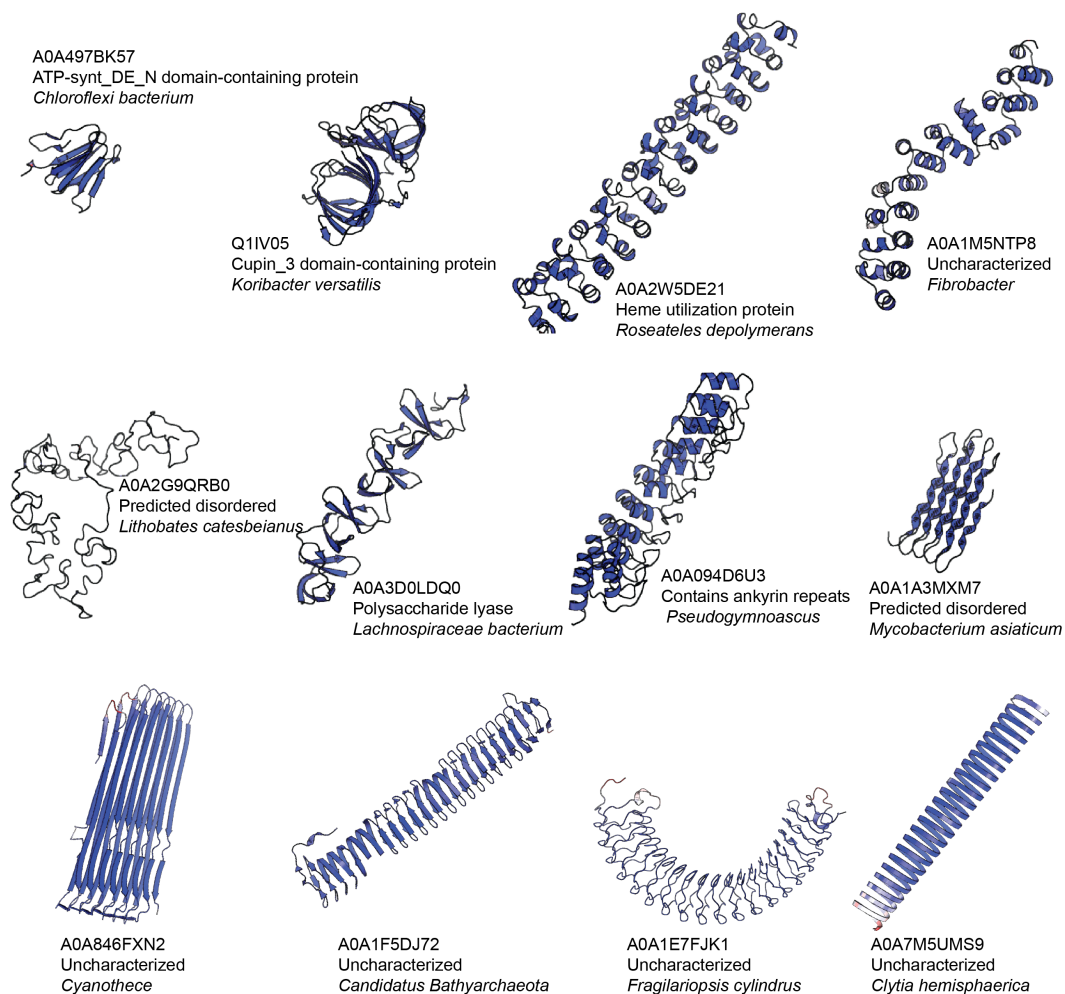 A0A497BK57
ATP-synt_DE_N domain-containing protein
Chloroflexi bacterium
Q1IV05
Cupin_3 domain-containing protein
Koribacter versatilis
A0A2W5DE21
Heme utilization protein
Roseateles depolymerans
A0A1M5NTP8
Uncharacterized
Fibrobacter
A0A2G9QRB0
Predicted disordered
Lithobates catesbeianus
A0A3D0LDQ0
Polysaccharide lyase
Lachnospiraceae bacterium
A0A094D6U3
Contains ankyrin repeats
Pseudogymnoascus
A0A1A3MXM7
Predicted disordered
Mycobacterium asiaticum
A0A846FXN2
Uncharacterized
Cyanothece
A0A1F5DJ72
Uncharacterized
Candidatus Bathyarchaeota
A0A1E7FJK1
Uncharacterized
Fragilariopsis cylindrus
A0A7M5UMS9
Uncharacterized
Clytia hemisphaerica